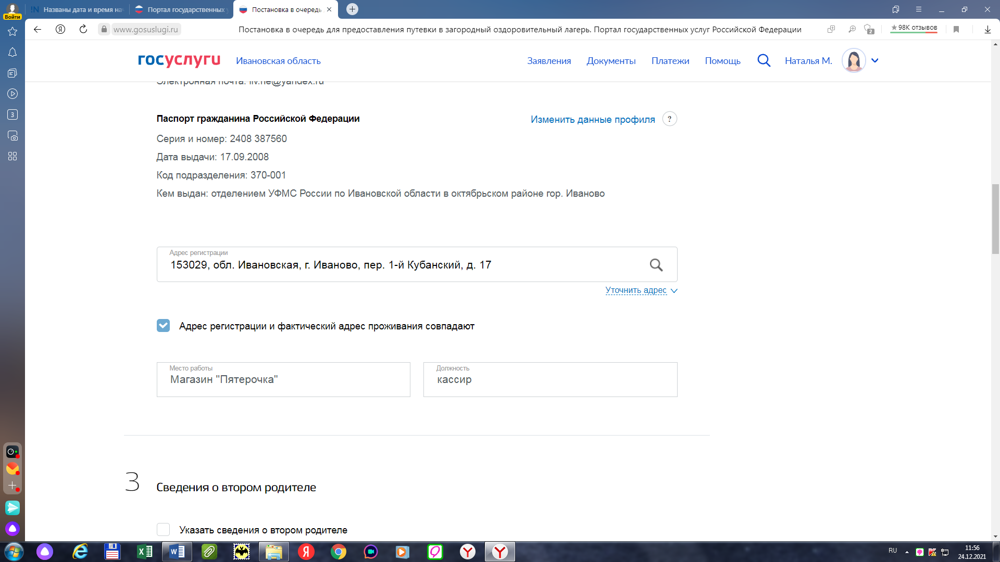 Войти
!N Названы дата и время на
Портал государственных
Постановка в очередь
www.gosuslugi.ru
Постановка в очередь для предоставления путевки в загородный оздоровительный лагерь. Портал государственных услуг Российской Федерации
2
★ 98К отзывов
госуслуги
Ивановская область
Заявления Документы Платежи Помощь
Наталья М.
3
Электронная почта: @yandex.ru
Паспорт гражданина Российской Федерации
Изменить данные профиля ?
Серия и номер: 2408 387560
Дата выдачи: 17.09.2008
Код подразделения: 370-001
Кем выдан: отделением УФМС России по Ивановской области в октябрьском районе гор. Иваново
Адрес регистрации
153029, обл. Ивановская, г. Иваново, пер. 1-й Кубанский, д. 17
Уточнить адрес
Адрес регистрации и фактический адрес проживания совпадают
Место работы
Магазин "Пятерочка"
Должность
кассир
3 Сведения о втором родителе
Указать сведения о втором родителе
RU
11:56
24.12.2021